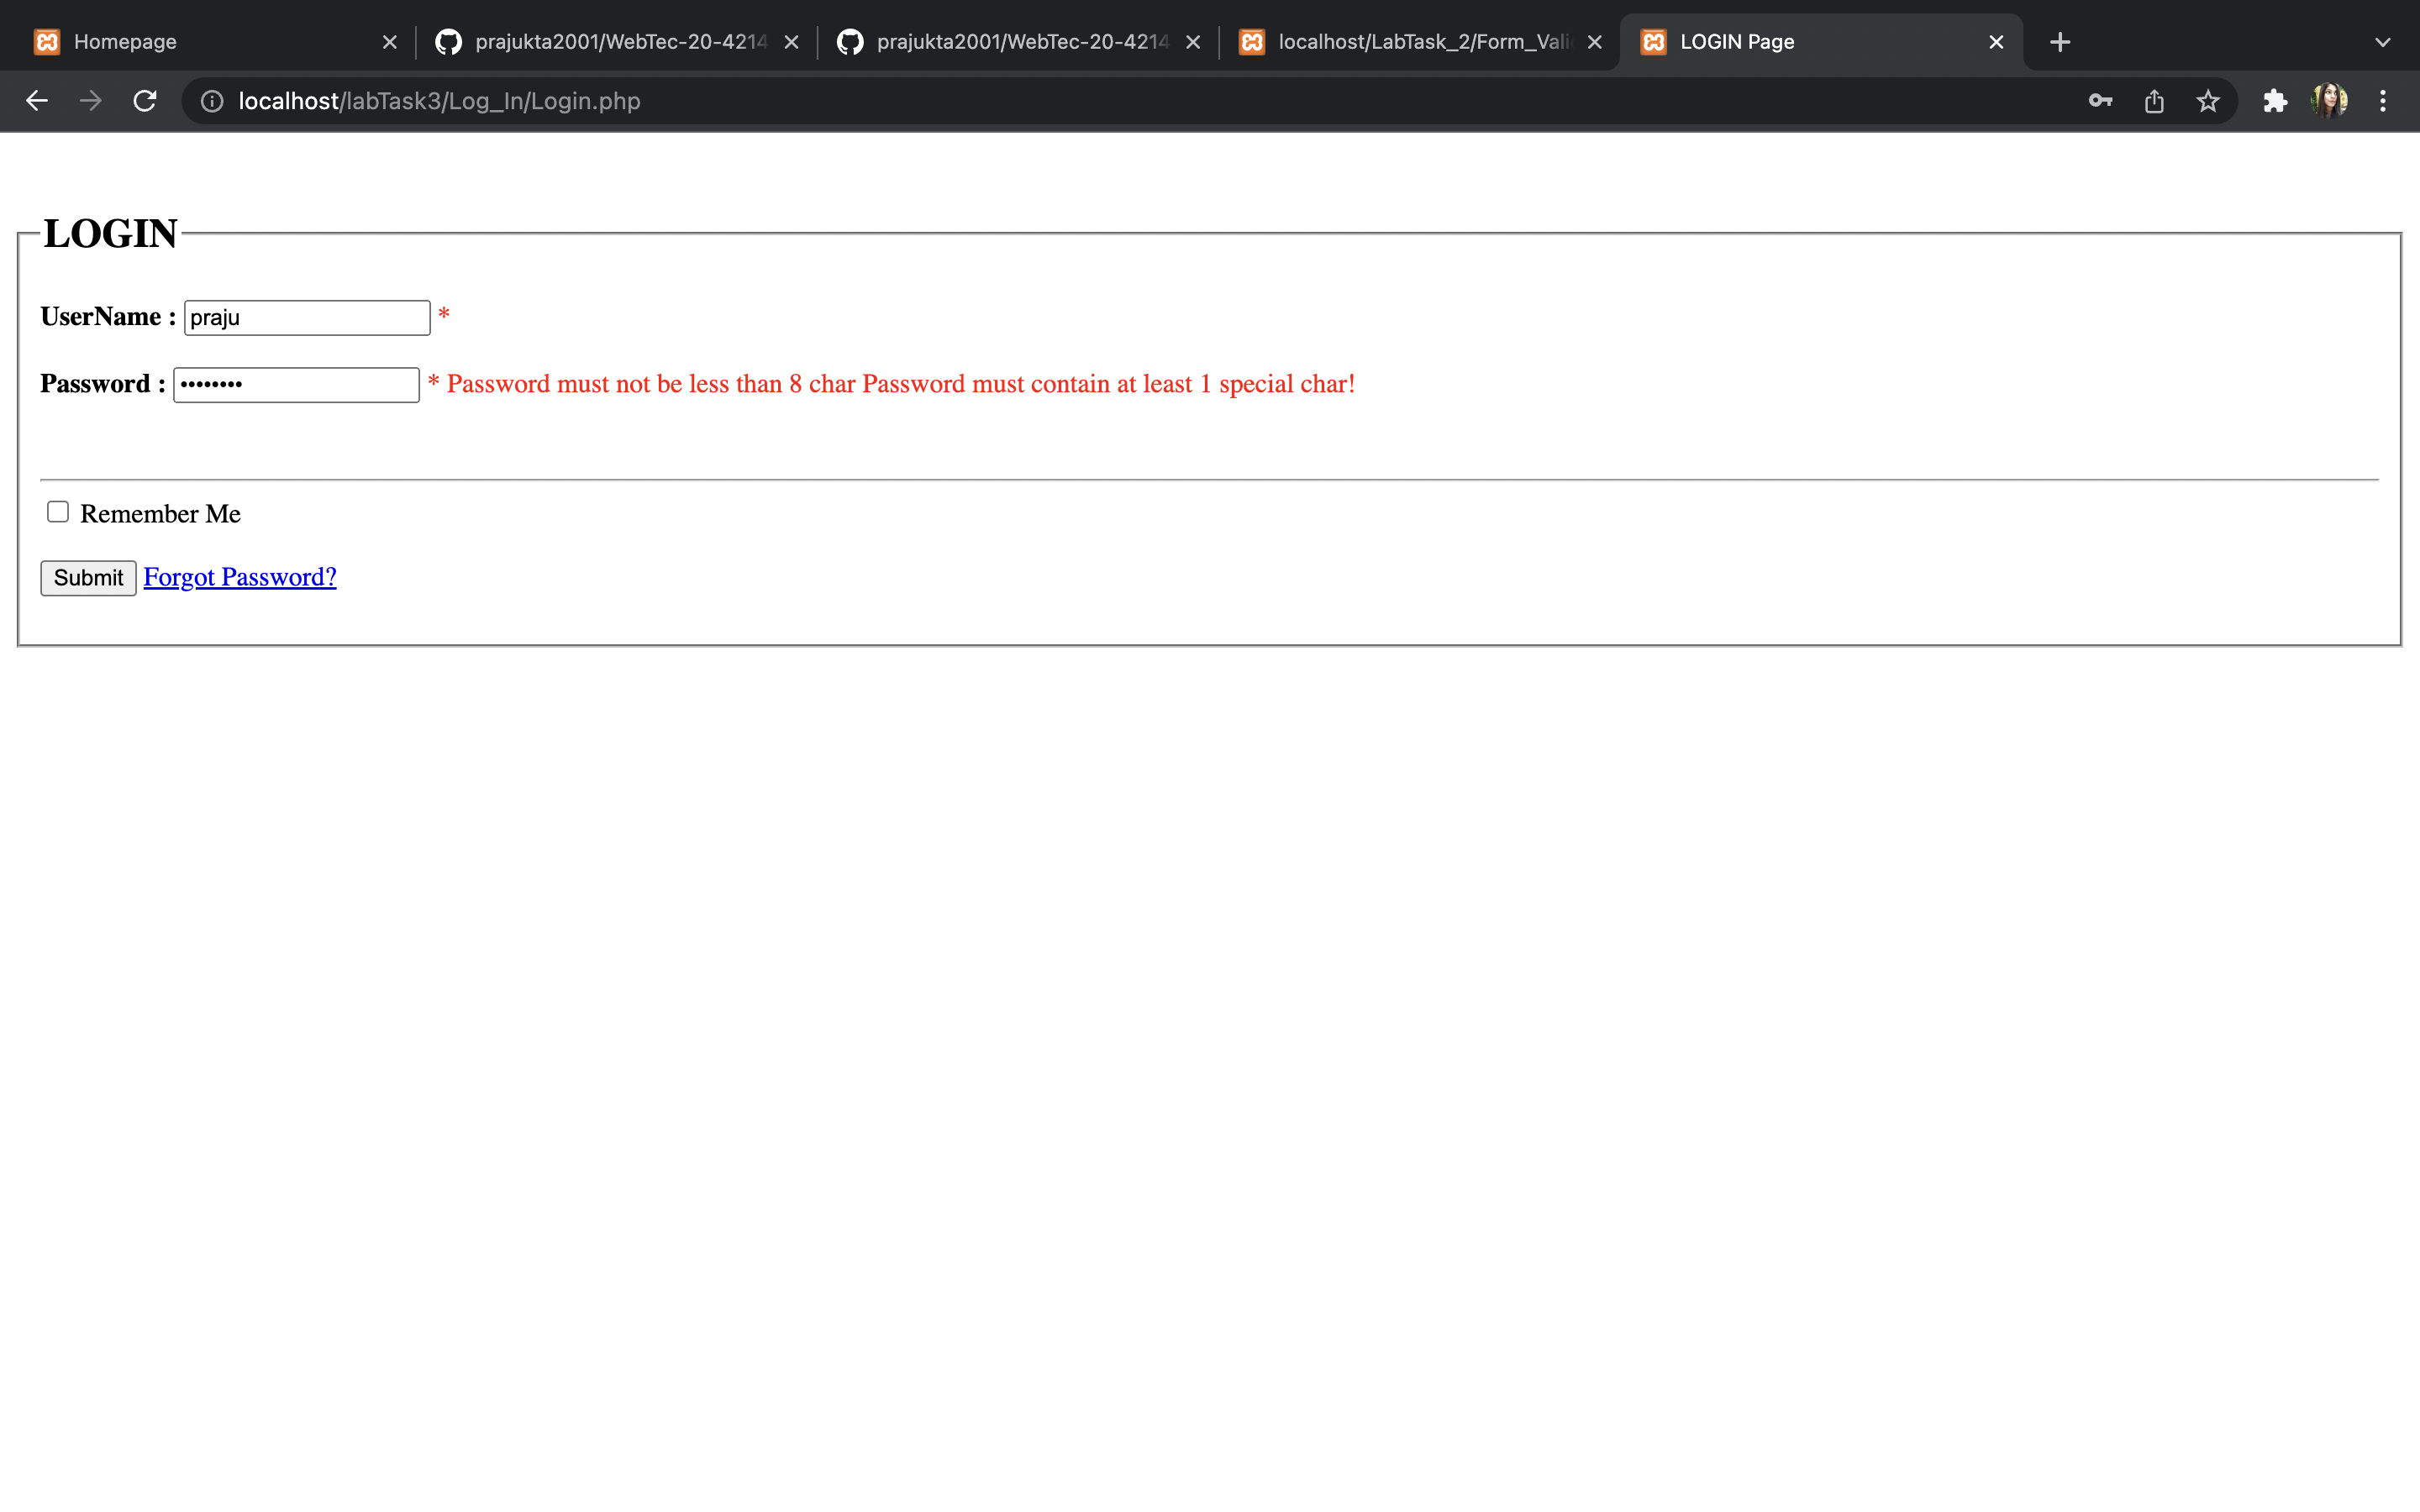 Homepage
prajukta2001/WebTec-20-4214
prajukta2001/WebTec-20-4214
localhost/LabTask_2/Form_Vali
LOGIN Page
localhost/labTask3/Log_In/Login.php
LOGIN
UserName : praju *
Password : •••••••• * Password must not be less than 8 char Password must contain at least 1 special char!
Remember Me
Submit Forgot Password?